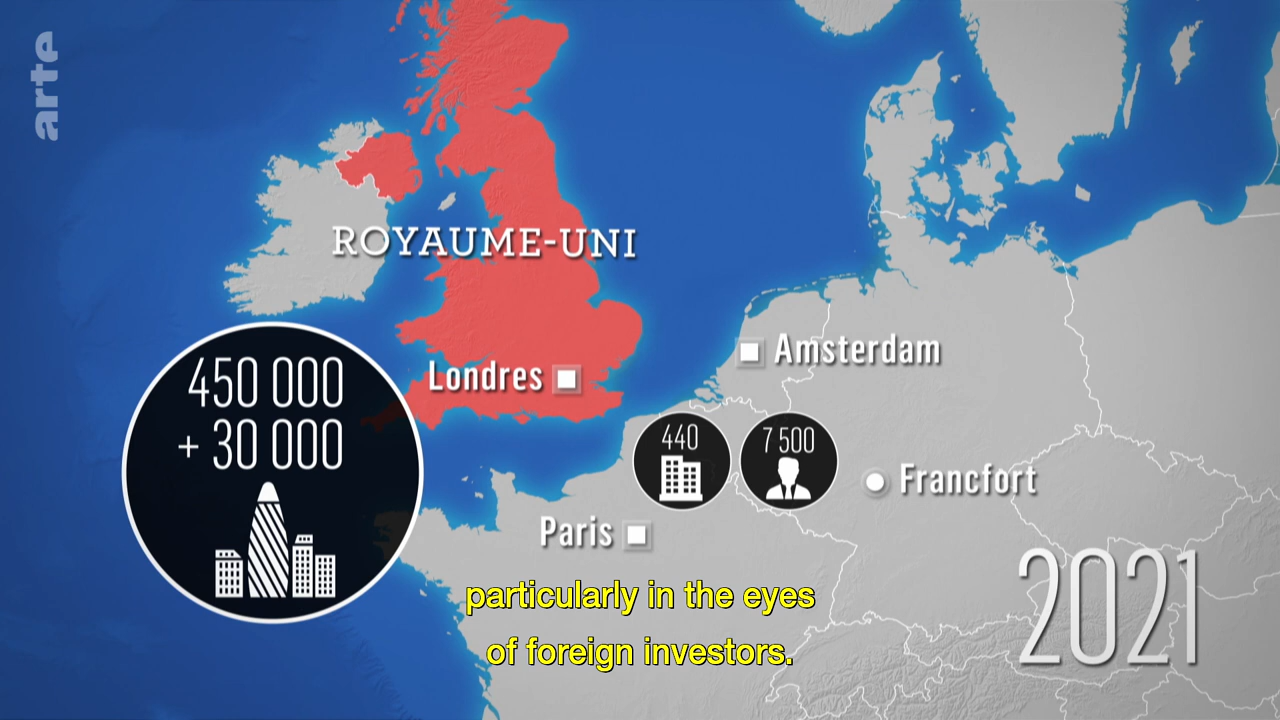 arte
ROYAUME-UNI
450 000
+ 30 000
Londres
Amsterdam
440
7 500
Francfort
Paris
2021
particularly in the eyes
of foreign investors.